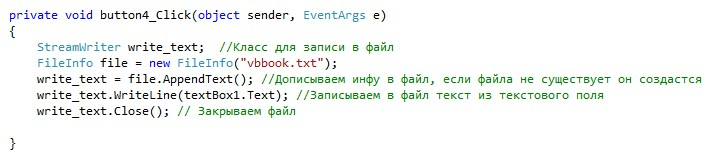 private void button4_Click(object sender, EventArgs e)
{
StreamWriter write_text;  //Класс для записи в файл
FileInfo file = new FileInfo("vbbook.txt");
write_text = file.AppendText(); //Дописываем инфу в файл, если файла не существует он создастся
write_text.WriteLine(textBox1.Text); //Записываем в файл текст из текстового поля
write_text.Close(); // Закрываем файл
}